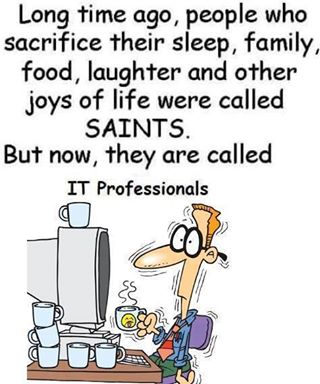 Long time ago, people who
sacrifice their sleep, family,
food, laughter and other
joys of life were called
SAINTS.
But now, they are called
IT Professionals